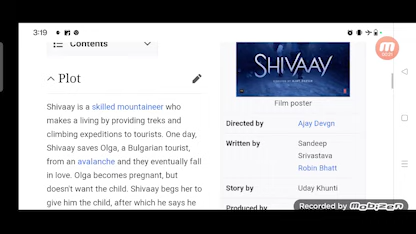 3:19
Contents
Plot
Shivaay is a skilled mountaineer who
makes a living by providing treks and
climbing expeditions to tourists. One day,
Shivaay saves Olga, a Bulgarian tourist,
from an avalanche and they eventually fall
in love. Olga becomes pregnant, but
doesn't want the child. Shivaay begs her to
give him the child, after which he says he
SHIVAAY
Film poster
Directed by Ajay Devgn
Written by Sandeep
Srivastava
Robin Bhatt
Story by Uday Khunti
Produced by
Recorded by Mobizen